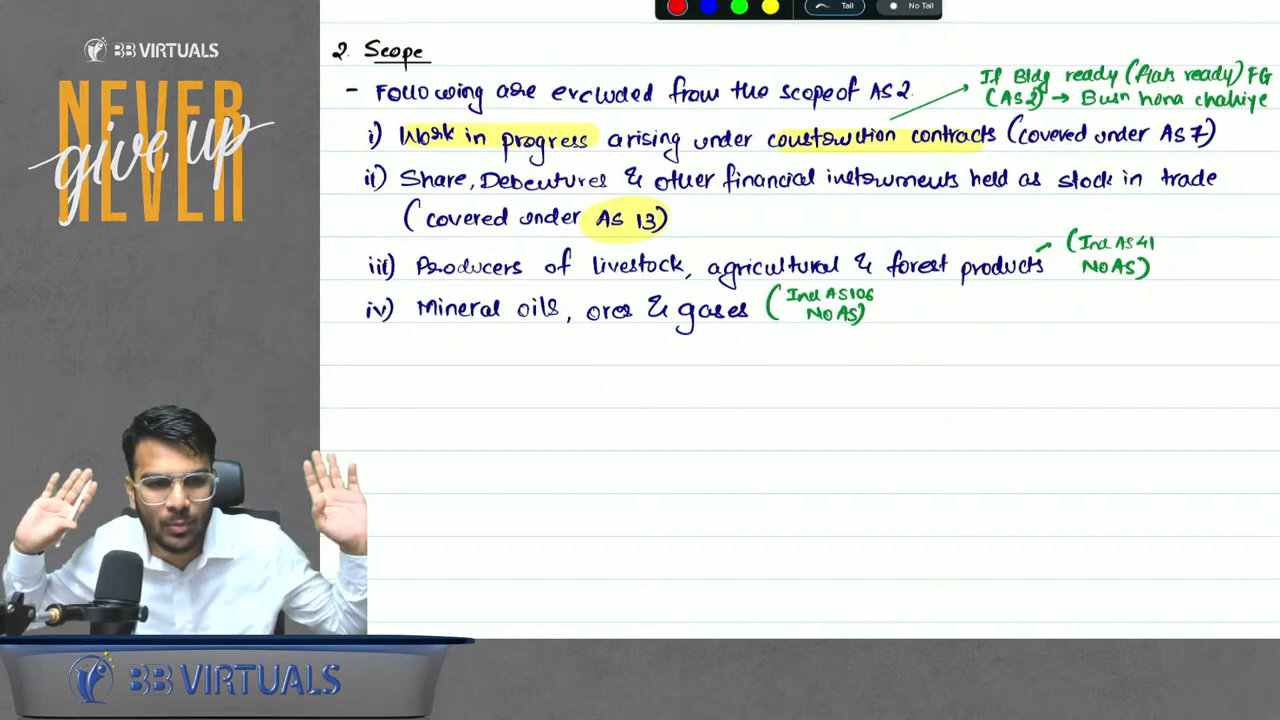 Tail
No Tail
BB VIRTUALS
NEVER
give up
NEVER
2. Scope
- Following are excluded from the scope of AS2.
If Bldg ready (flats ready) FG
(AS2) → Busn hona chahiye
i) Work in progress arising under construction contracts (covered under AS 7)
ii) Share, Debentures & other financial instruments held as stock in trade
(covered under AS 13)
iii) Producers of livestock, agricultural & forest products
(Ind AS 41
NO AS)
iv) Mineral oils, ores & gases
(Ind AS 106
NO AS)
BB VIRTUALS